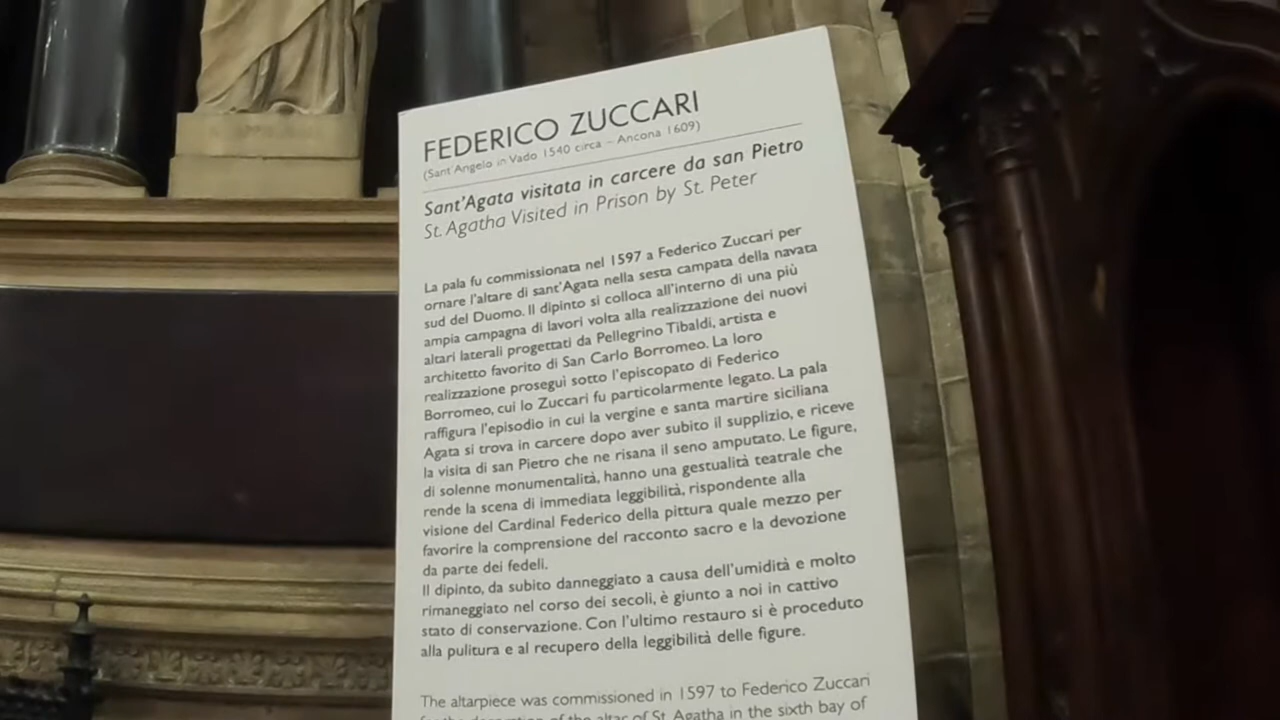 FEDERICO ZUCCARI
(Sant'Angelo in Vado 1540 circa – Ancona 1609)
Sant'Agata visitata in carcere da san Pietro
St. Agatha Visited in Prison by St. Peter
La pala fu commissionata nel 1597 a Federico Zuccari per
ornare l'altare di sant'Agata nella sesta campata della navata
sud del Duomo. Il dipinto si colloca all'interno di una più
ampia campagna di lavori volta alla realizzazione dei nuovi
altari laterali progettati da Pellegrino Tibaldi, artista e
architetto favorito di San Carlo Borromeo. La loro
realizzazione proseguì sotto l'episcopato di Federico
Borromeo, cui lo Zuccari fu particolarmente legato. La pala
raffigura l'episodio in cui la vergine e santa martire siciliana
Agata si trova in carcere dopo aver subito il supplizio, e riceve
la visita di san Pietro che ne risana il seno amputato. Le figure,
di solenne monumentalità, hanno una gestualità teatrale che
rende la scena di immediata leggibilità, rispondente alla
visione del Cardinal Federico della pittura quale mezzo per
favorire la comprensione del racconto sacro e la devozione
da parte dei fedeli.
Il dipinto, da subito danneggiato a causa dell'umidità e molto
rimaneggiato nel corso dei secoli, è giunto a noi in cattivo
stato di conservazione. Con l'ultimo restauro si è proceduto
alla pulitura e al recupero della leggibilità delle figure.
The altarpiece was commissioned in 1597 to Federico Zuccari
for the decoration of the altar of St. Agatha in the sixth bay of